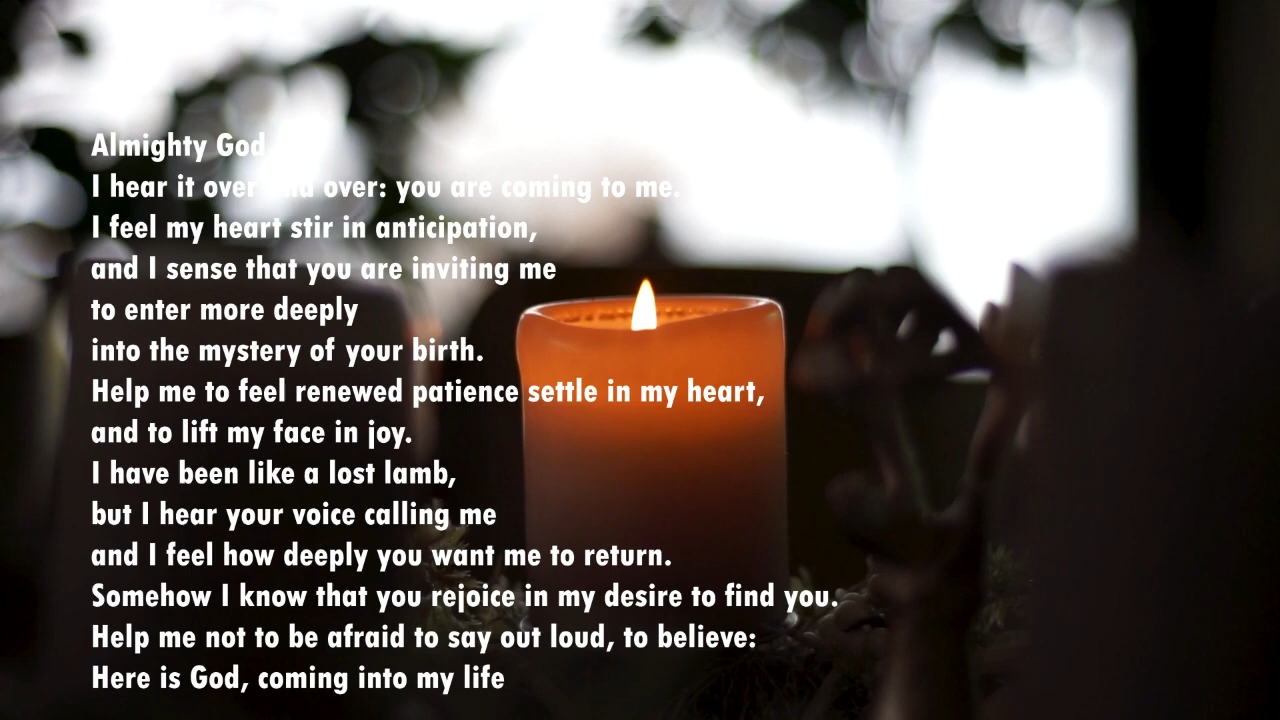 Almighty God
I hear it over and over: you are coming to me.
I feel my heart stir in anticipation,
and I sense that you are inviting me
to enter more deeply
into the mystery of your birth.
Help me to feel renewed patience settle in my heart,
and to lift my face in joy.
I have been like a lost lamb,
but I hear your voice calling me
and I feel how deeply you want me to return.
Somehow I know that you rejoice in my desire to find you.
Help me not to be afraid to say out loud, to believe:
Here is God, coming into my life